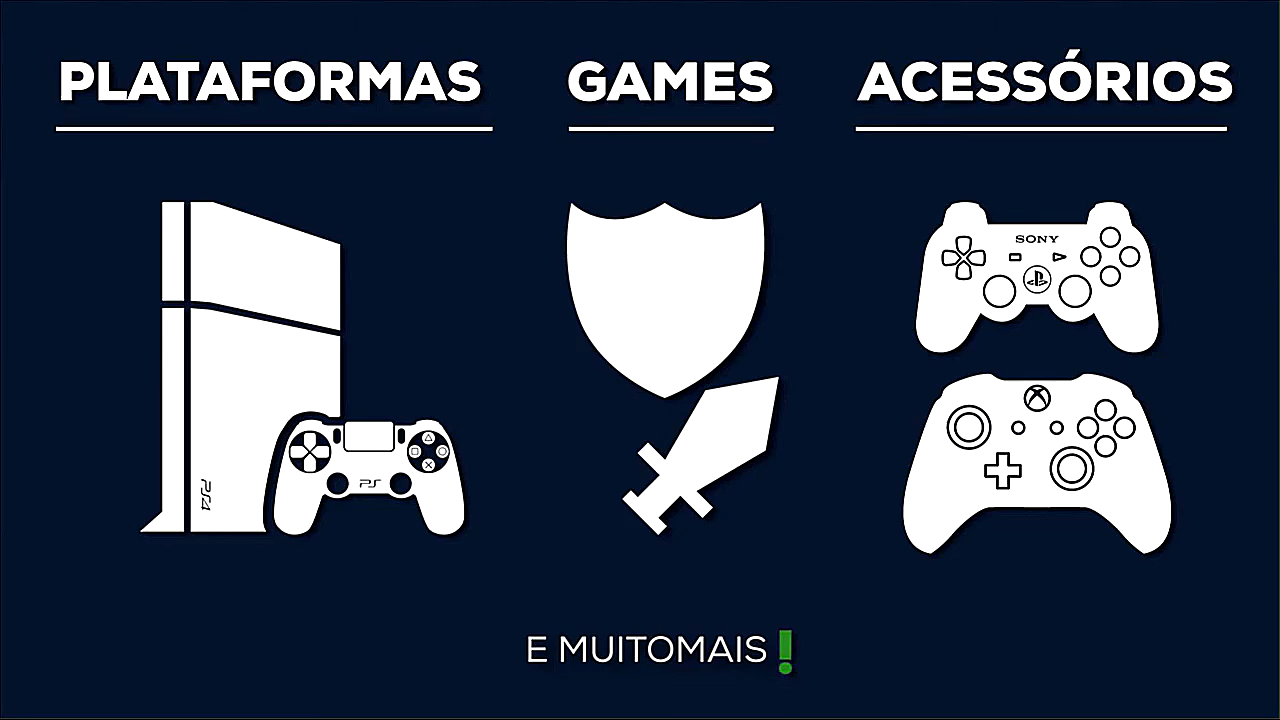 PLATAFORMAS
GAMES
ACESSÓRIOS
SONY
PS4
PS
E MUITOMAIS!